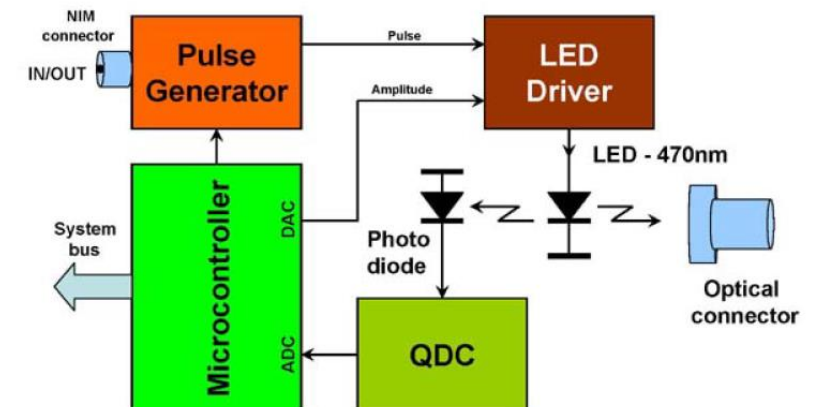 NIM
connector
IN/OUT
Pulse
Generator
Pulse
Amplitude
LED
Driver
LED - 470nm
System
bus
Microcontroller
DAC
ADC
Photo
diode
QDC
Optical
connector